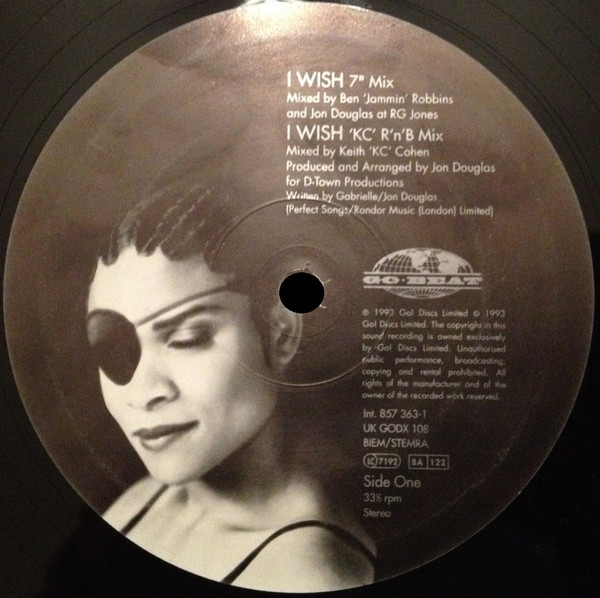 I WISH 7" Mix
Mixed by Ben 'Jammin' Robbins
and Jon Douglas at RG Jones
I WISH 'KC' R'n'B Mix
Mixed by Keith 'KC' Cohen
Produced and Arranged by Jon Douglas
for D-Town Productions
Written by Gabrielle/Jon Douglas
(Perfect Songs/Rondor Music (London) Limited)
GO·BEAT
℗ 1993 Go! Discs Limited © 1993
Go! Discs Limited. The copyright in this
sound recording is owned exclusively
by Go! Discs Limited. Unauthorised
public performance, broadcasting,
copying and rental prohibited. All
rights of the manufacturer and of the
owner of the recorded work reserved.
Int. 857 363-1
UK GODX 108
BIEM/STEMRA
LC 7192 BA 122
Side One
33⅓ rpm
Stereo